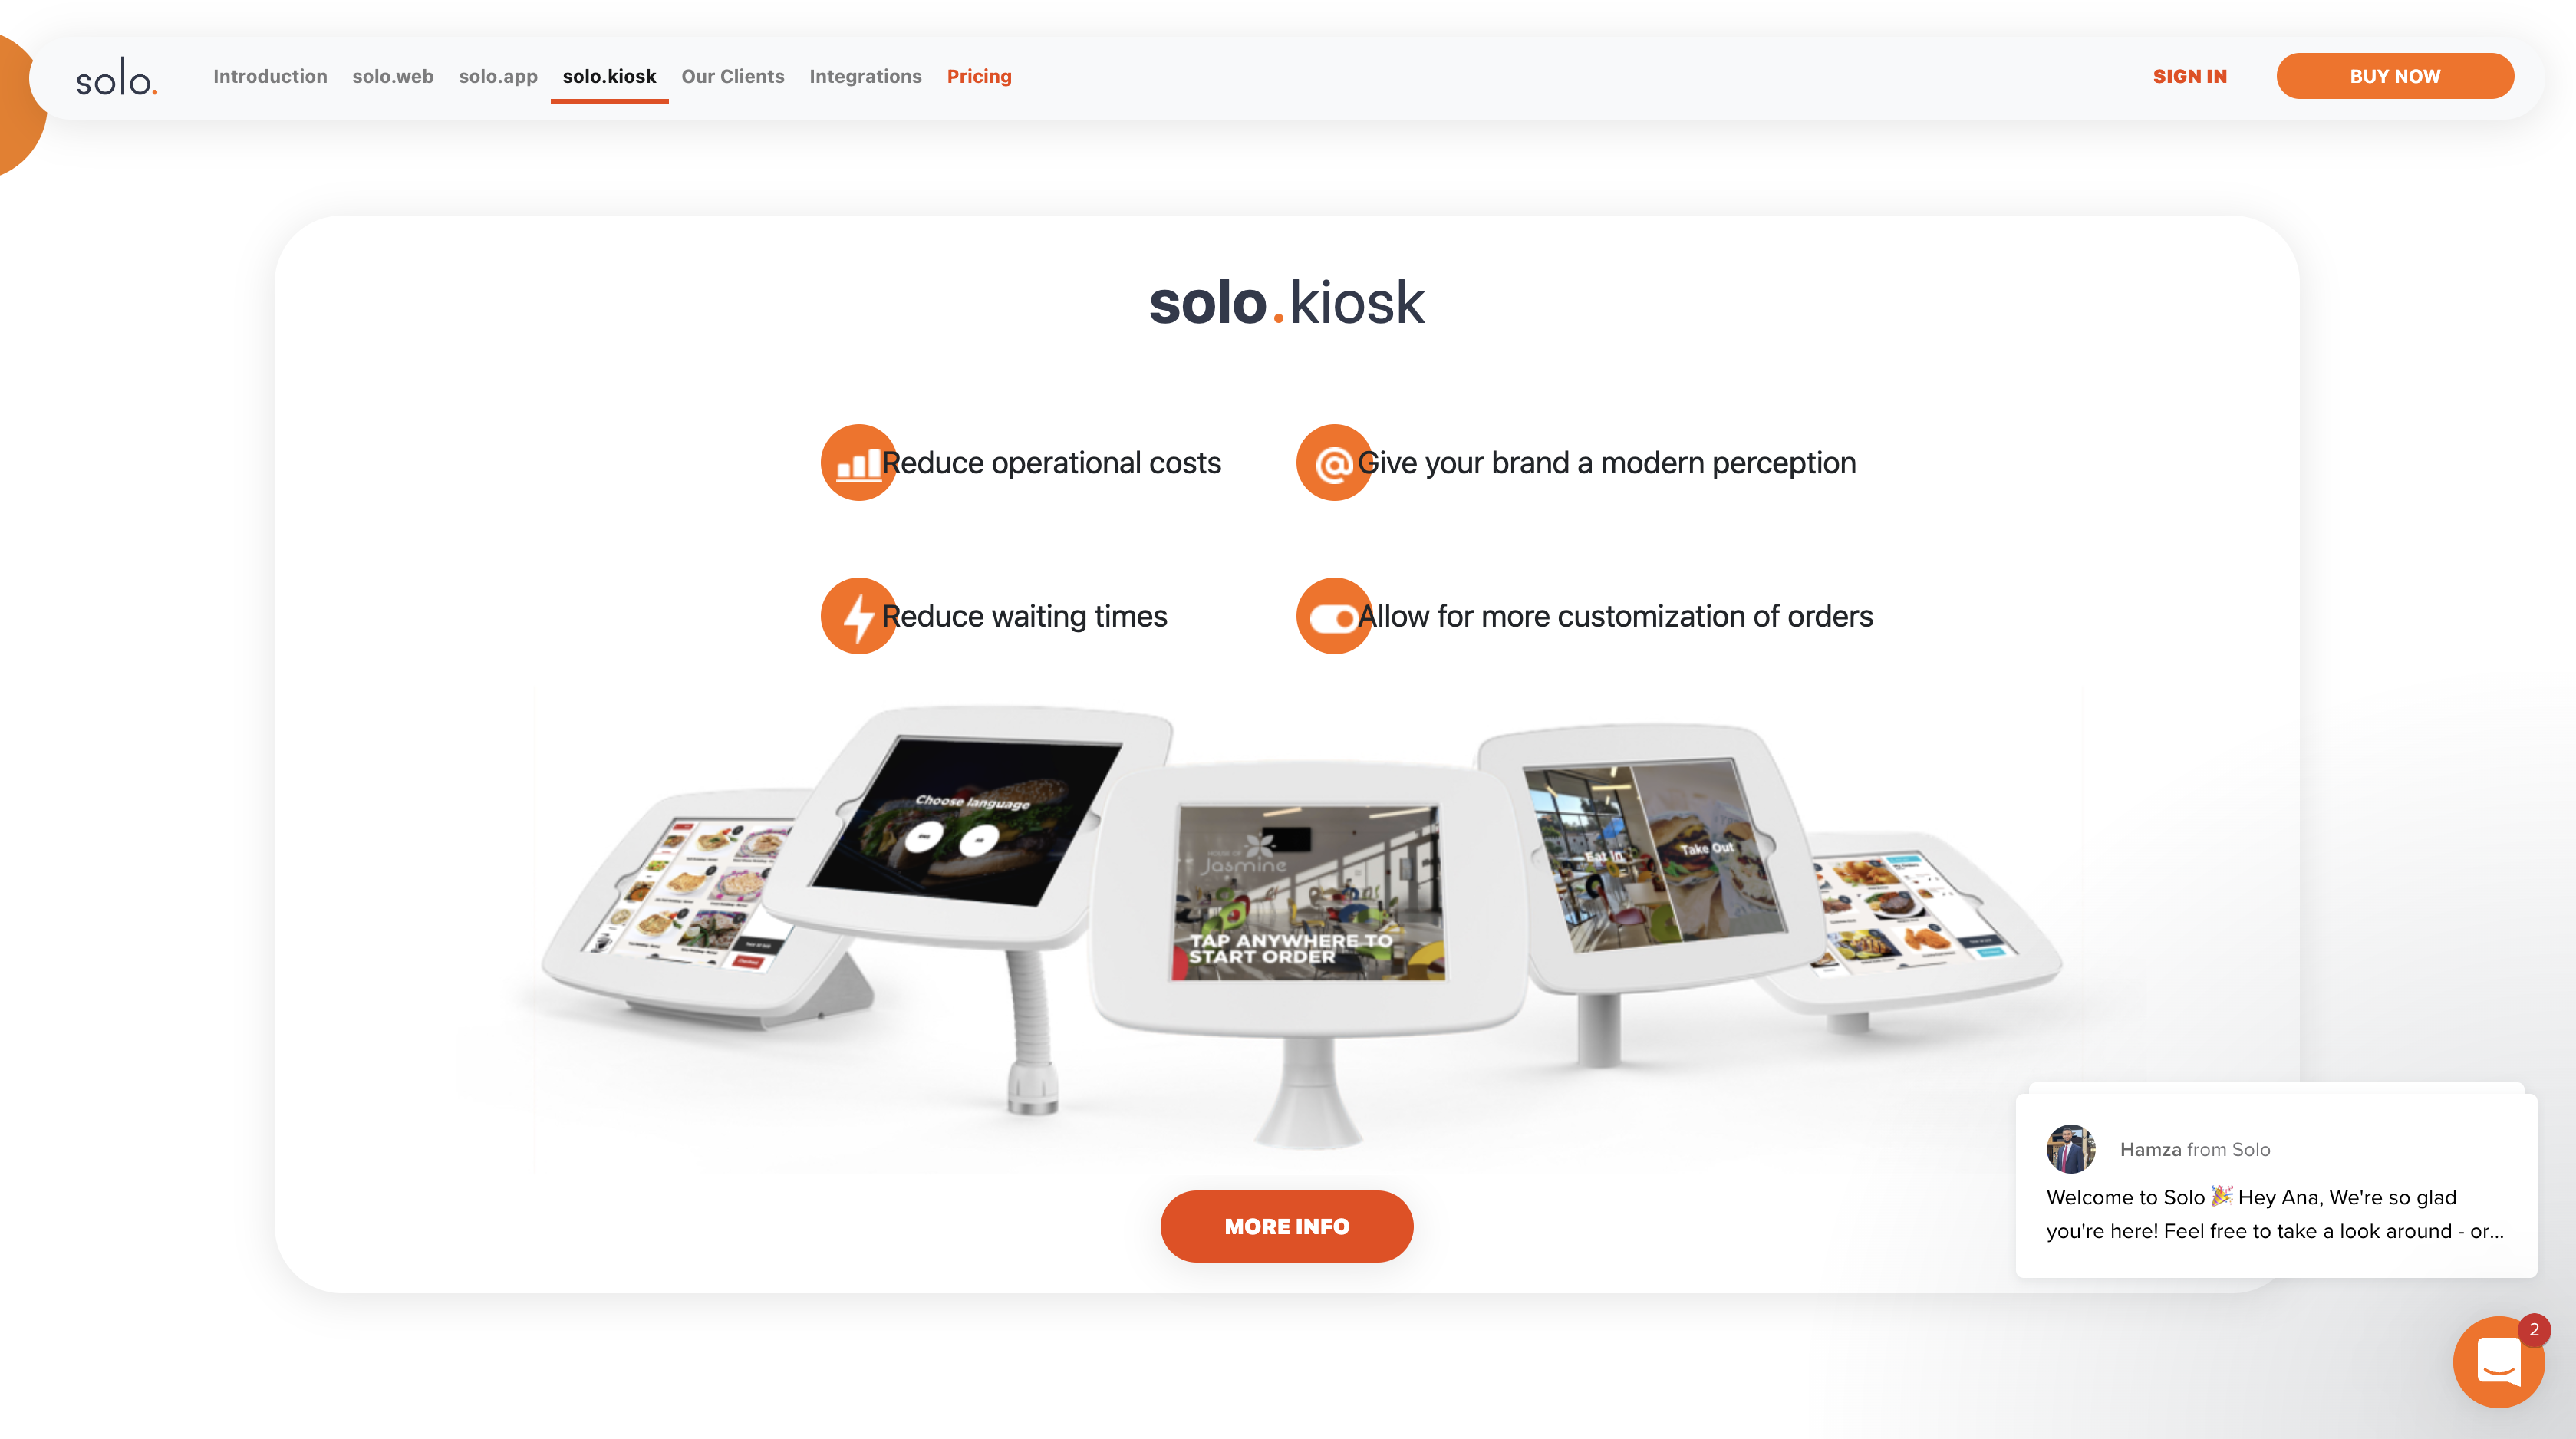 solo.
Introduction
solo.web
solo.app
solo.kiosk
Our Clients
Integrations
Pricing
SIGN IN
BUY NOW
solo.kiosk
Reduce operational costs
Give your brand a modern perception
Reduce waiting times
Allow for more customization of orders
Choose language
HOUSE OF
Jasmine
TAP ANYWHERE TO
START ORDER
Eat In
Take Out
MORE INFO
Hamza from Solo
Welcome to Solo 🎉 Hey Ana, We're so glad
you're here! Feel free to take a look around - or...
2